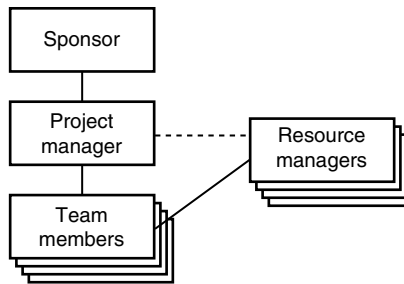 Sponsor
Project
manager
Resource
managers
Team
members